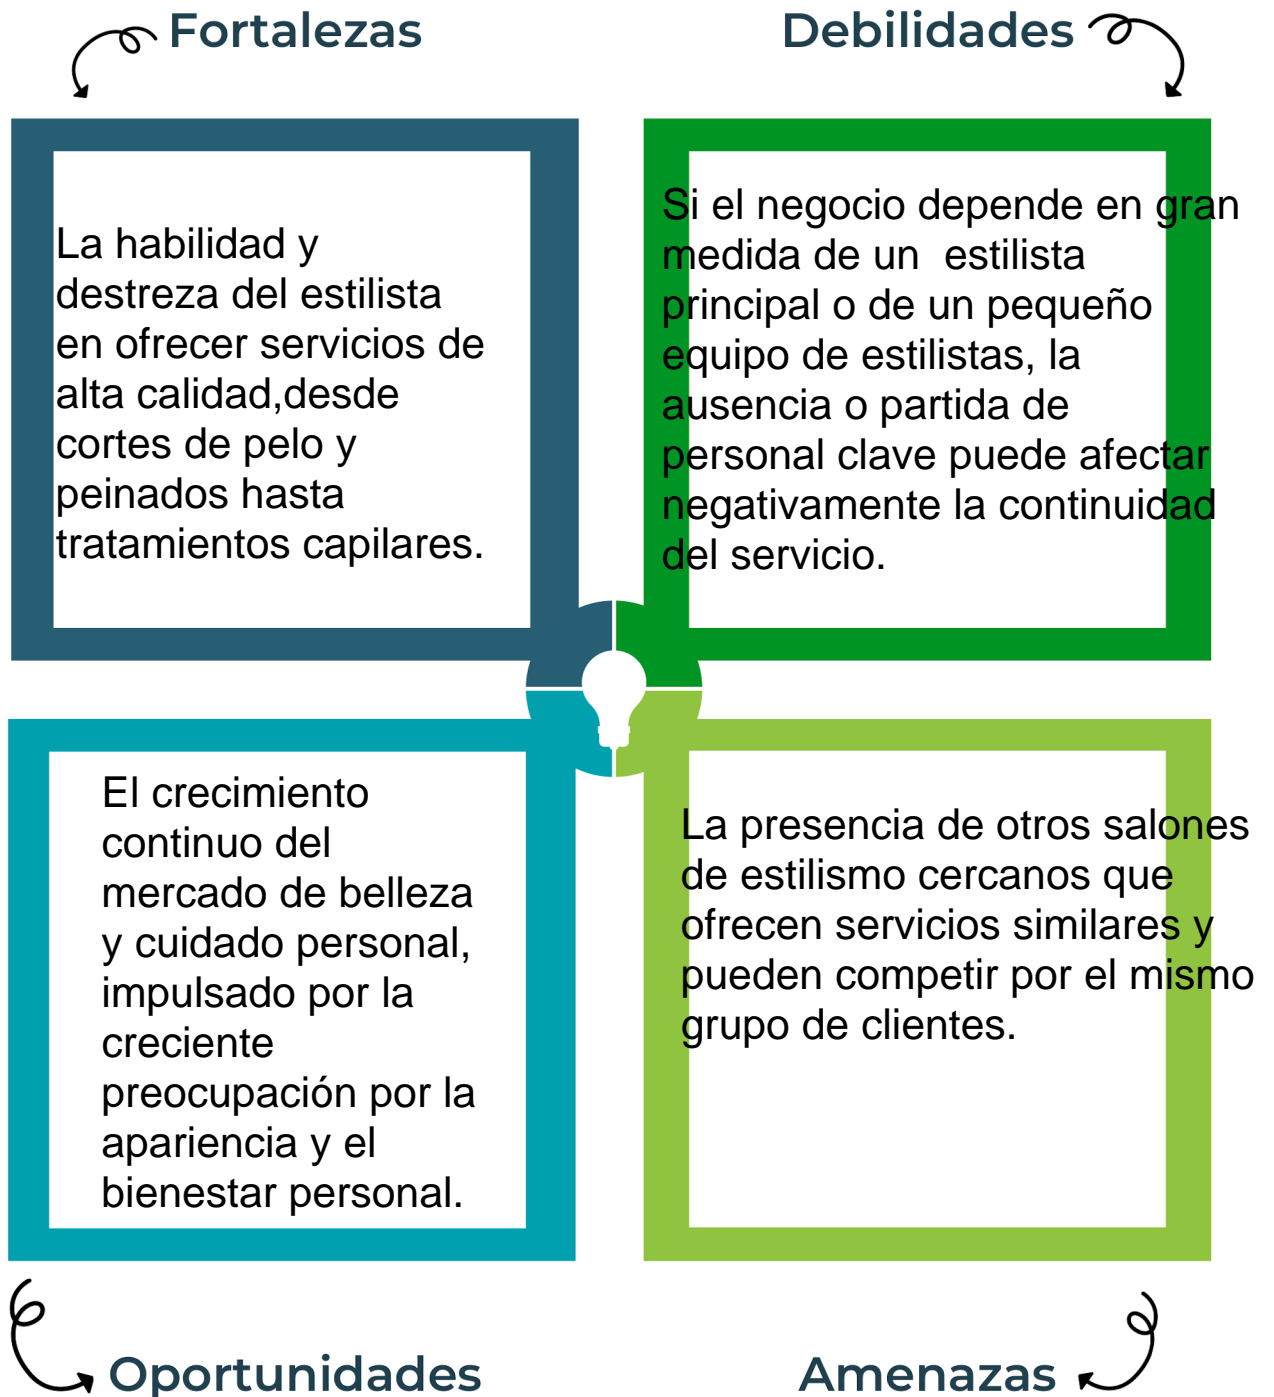 Fortalezas
La habilidad y
destreza del estilista
en ofrecer servicios de
alta calidad,desde
cortes de pelo y
peinados hasta
tratamientos capilares.
Debilidades
Si el negocio depende en gran
medida de un  estilista
principal o de un pequeño
equipo de estilistas, la
ausencia o partida de
personal clave puede afectar
negativamente la continuidad
del servicio.
El crecimiento
continuo del
mercado de belleza
y cuidado personal,
impulsado por la
creciente
preocupación por la
apariencia y el
bienestar personal.
Oportunidades
La presencia de otros salones
de estilismo cercanos que
ofrecen servicios similares y
pueden competir por el mismo
grupo de clientes.
Amenazas